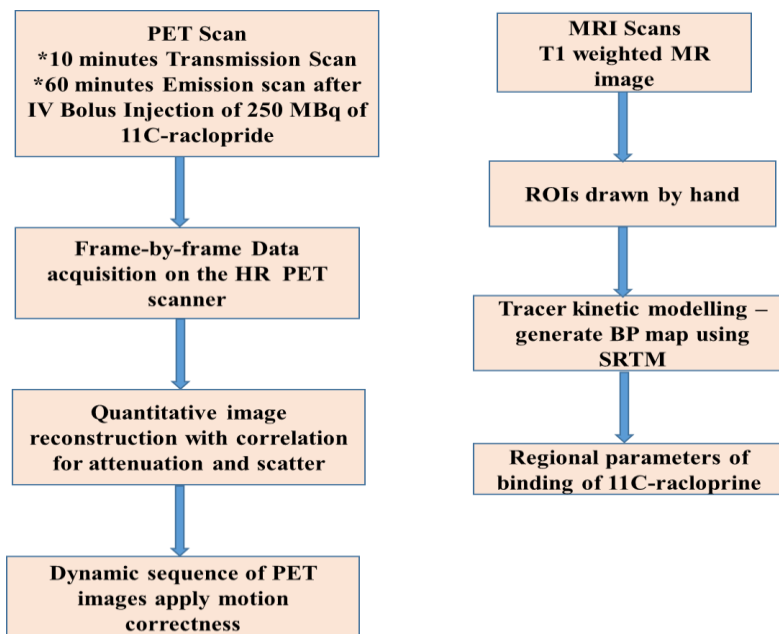 PET Scan
*10 minutes Transmission Scan
*60 minutes Emission scan after
IV Bolus Injection of 250 MBq of
11C-raclopride
Frame-by-frame Data
acquisition on the HR PET
scanner
Quantitative image
reconstruction with correlation
for attenuation and scatter
Dynamic sequence of PET
images apply motion
correctness
MRI Scans
T1 weighted MR
image
ROIs drawn by hand
Tracer kinetic modelling –
generate BP map using
SRTM
Regional parameters of
binding of 11C-racloprine